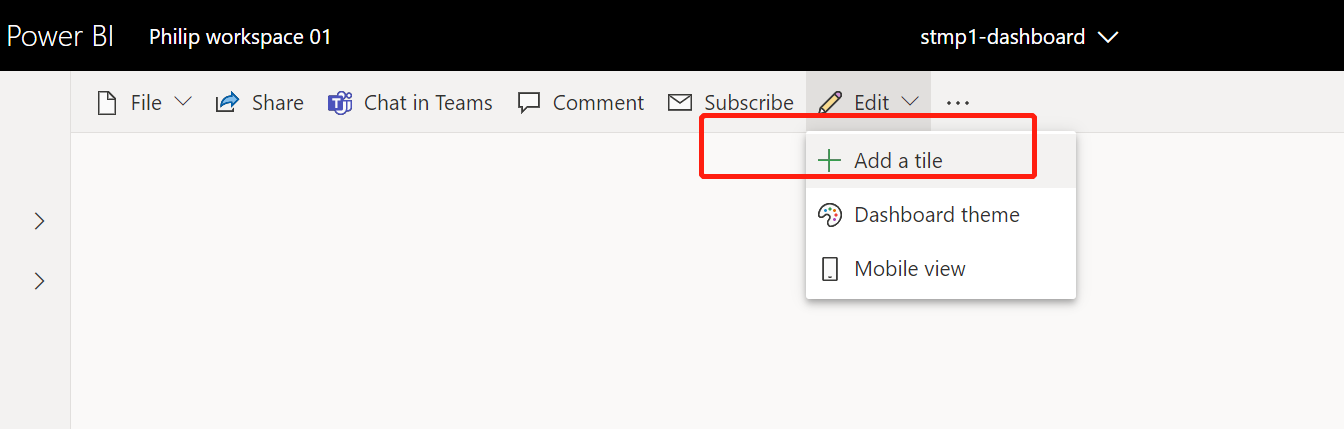 Power BI Philip workspace 01 stmp1-dashboard
File Share Chat in Teams Comment Subscribe Edit ...
Add a tile
Dashboard theme
Mobile view